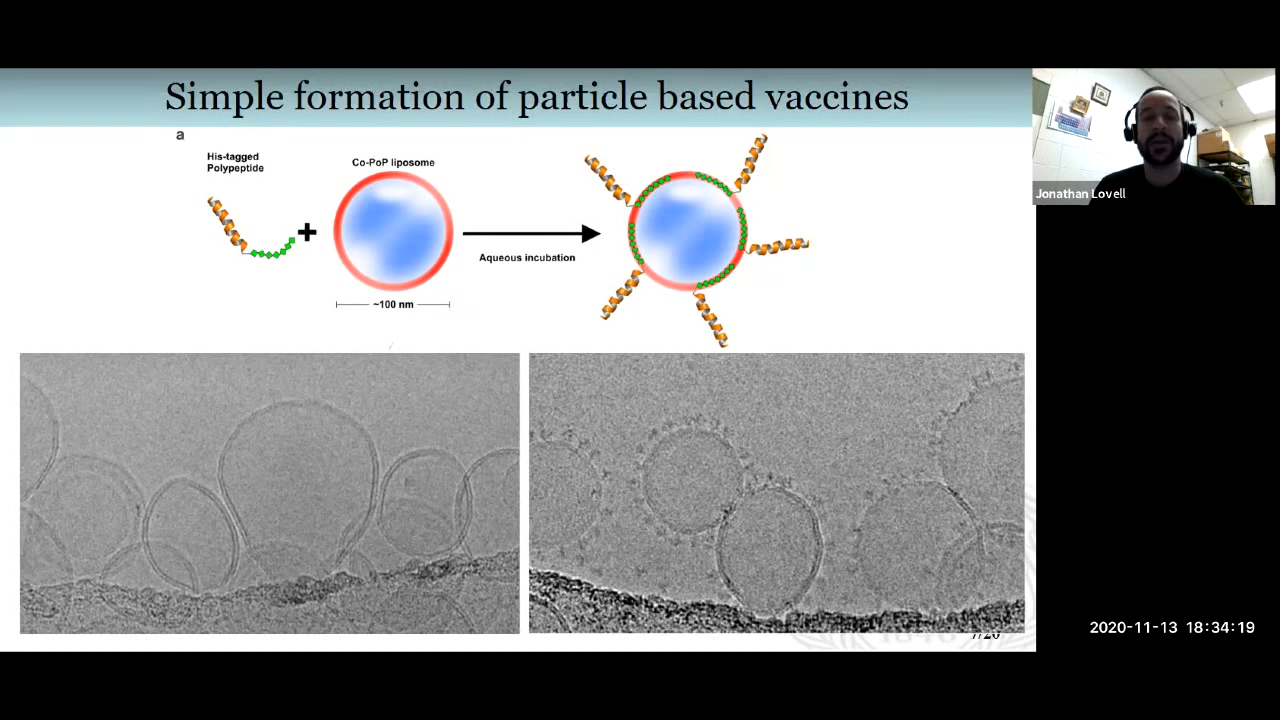 Simple formation of particle based vaccines
a
His-tagged
Polypeptide
Co-PoP liposome
Aqueous incubation
~100 nm
Jonathan Lovell
2020-11-13 18:34:19